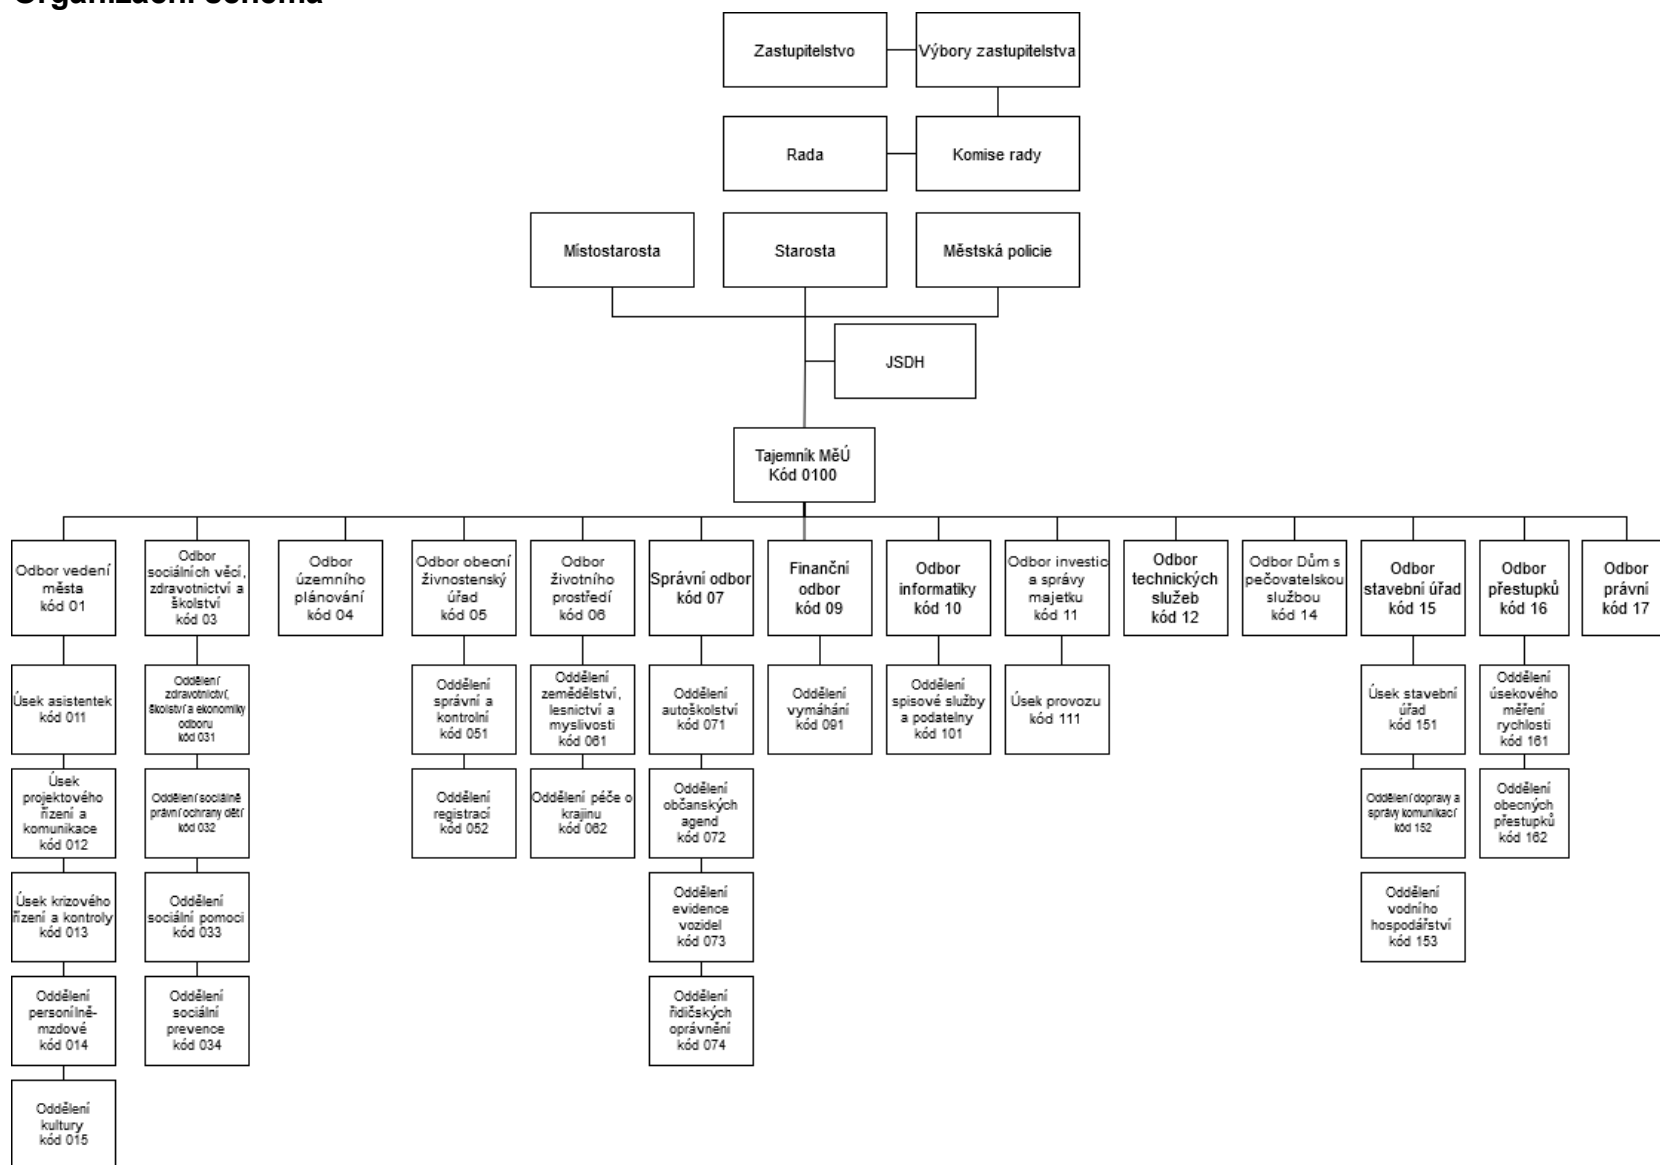 Organizační schéma
Zastupitelstvo
Výbory zastupitelstva
Rada
Komise rady
Místostarosta
Starosta
Městská policie
JSDH
Tajemník MěÚ
Kód 0100
Odbor vedení
města
kód 01
Odbor
sociálních věcí,
zdravotnictví a
školství
kód 03
Odbor
územního
plánování
kód 04
Odbor obecní
živnostenský
úřad
kód 05
Odbor
životního
prostředí
kód 06
Správní odbor
kód 07
Finanční
odbor
kód 09
Odbor
informatiky
kód 10
Odbor investic
a správy
majetku
kód 11
Odbor
technických
služeb
kód 12
Odbor Dům s
pečovatelskou
službou
kód 14
Odbor
stavební úřad
kód 15
Odbor
přestupků
kód 16
Odbor
právní
kód 17
Úsek asistentek
kód 011
Oddělení
zdravotnictví,
školství a ekonomiky
odboru
kód 031
Oddělení
správní a
kontrolní
kód 051
Oddělení
zemědělství,
lesnictví a
myslivosti
kód 061
Oddělení
autoškolství
kód 071
Oddělení
vymáhání
kód 091
Oddělení
spisové služby
a podatelny
kód 101
Úsek provozu
kód 111
Úsek stavební
úřad
kód 151
Oddělení
úsekového
měření
rychlosti
kód 161
Úsek
projektového
řízení a
komunikace
kód 012
Oddělení sociálně
právní ochrany dětí
kód 032
Oddělení
registrací
kód 052
Oddělení péče o
krajinu
kód 062
Oddělení
občanských
agend
kód 072
Oddělení dopravy a
správy komunikací
kód 152
Oddělení
obecných
přestupků
kód 162
Úsek krizového
řízení a kontroly
kód 013
Oddělení
sociální pomoci
kód 033
Oddělení
evidence
vozidel
kód 073
Oddělení
vodního
hospodářství
kód 153
Oddělení
personílně-
mzdové
kód 014
Oddělení
sociální
prevence
kód 034
Oddělení
řidičských
oprávnění
kód 074
Oddělení
kultury
kód 015